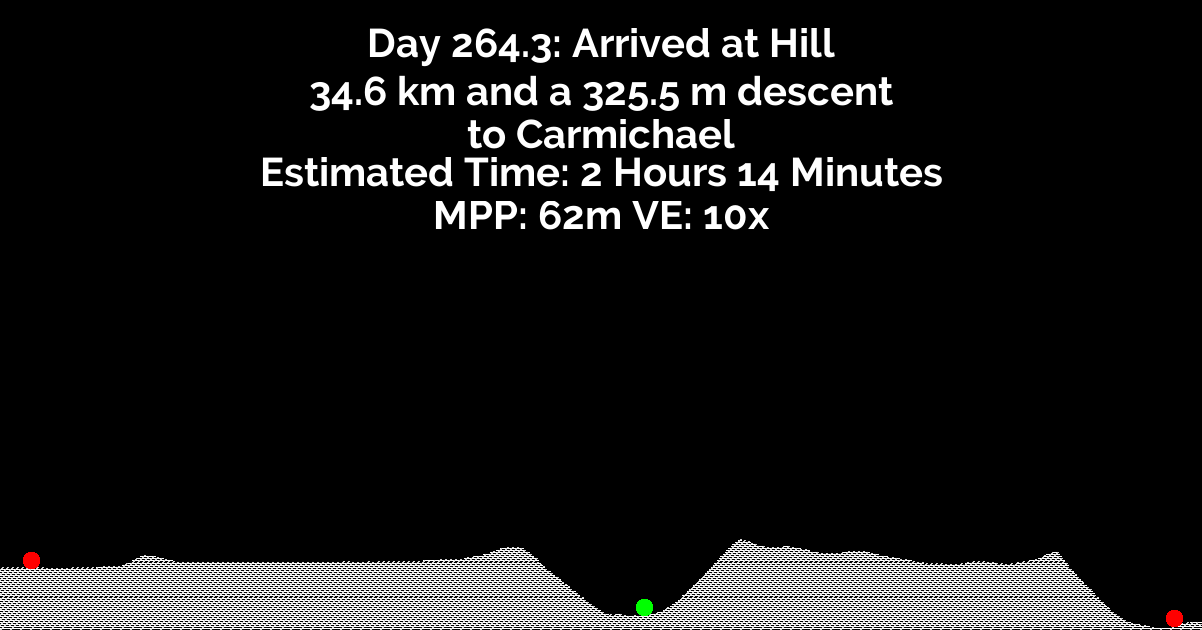 Day 264.3: Arrived at Hill
34.6 km and a 325.5 m descent
to Carmichael
Estimated Time: 2 Hours 14 Minutes
MPP: 62m VE: 10x